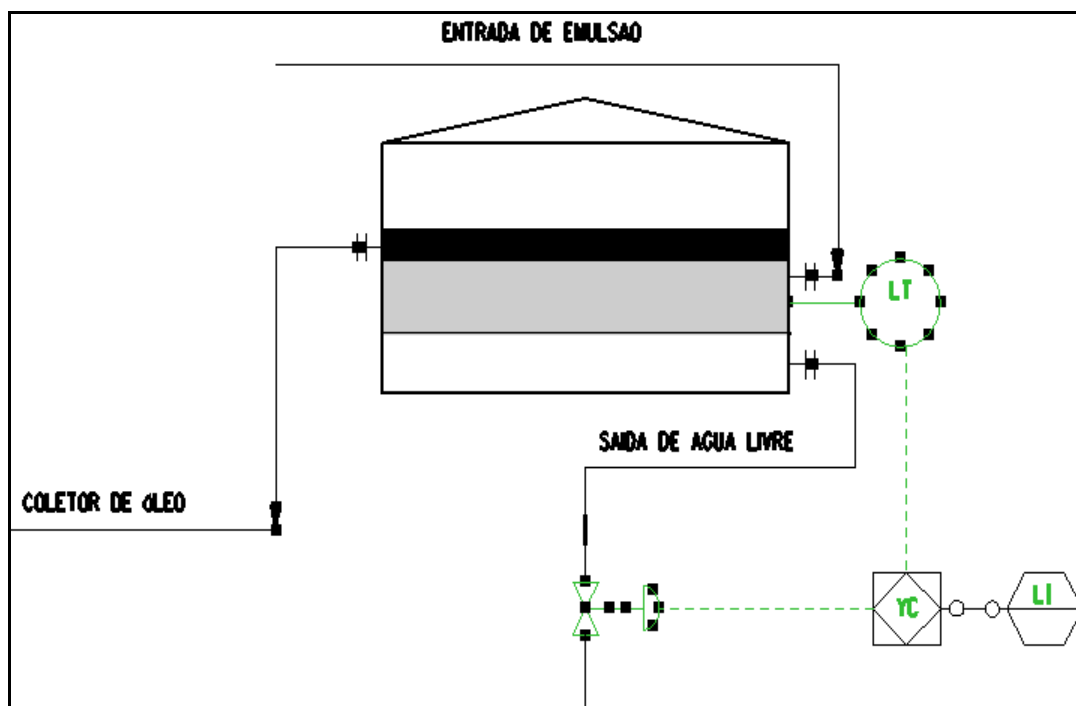 ENTRADA DE EMULSAO
LT
SAIDA DE AGUA LIVRE
COLETOR DE óLEO
YC
LI